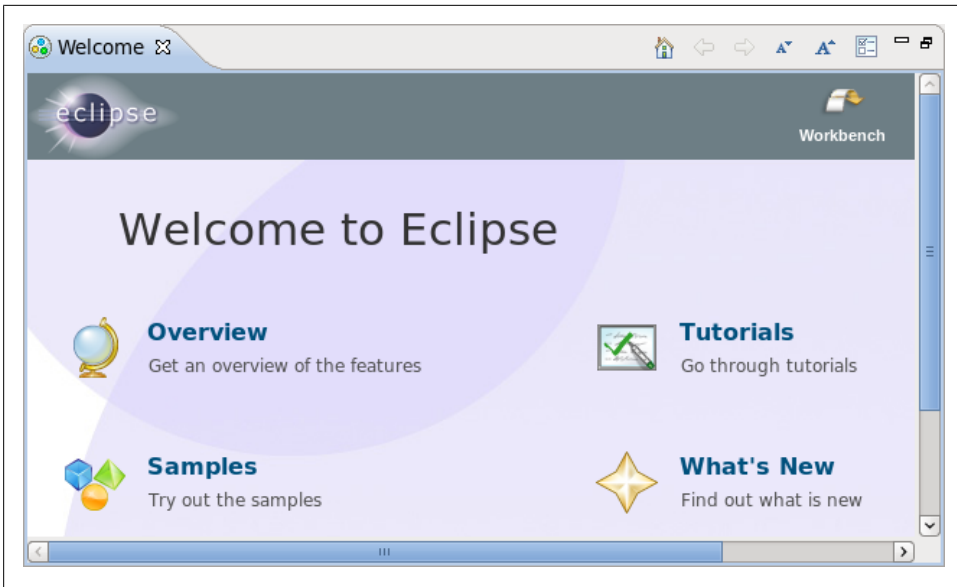 Welcome
eclipse
Workbench
Welcome to Eclipse
Overview
Get an overview of the features
Tutorials
Go through tutorials
Samples
Try out the samples
What's New
Find out what is new